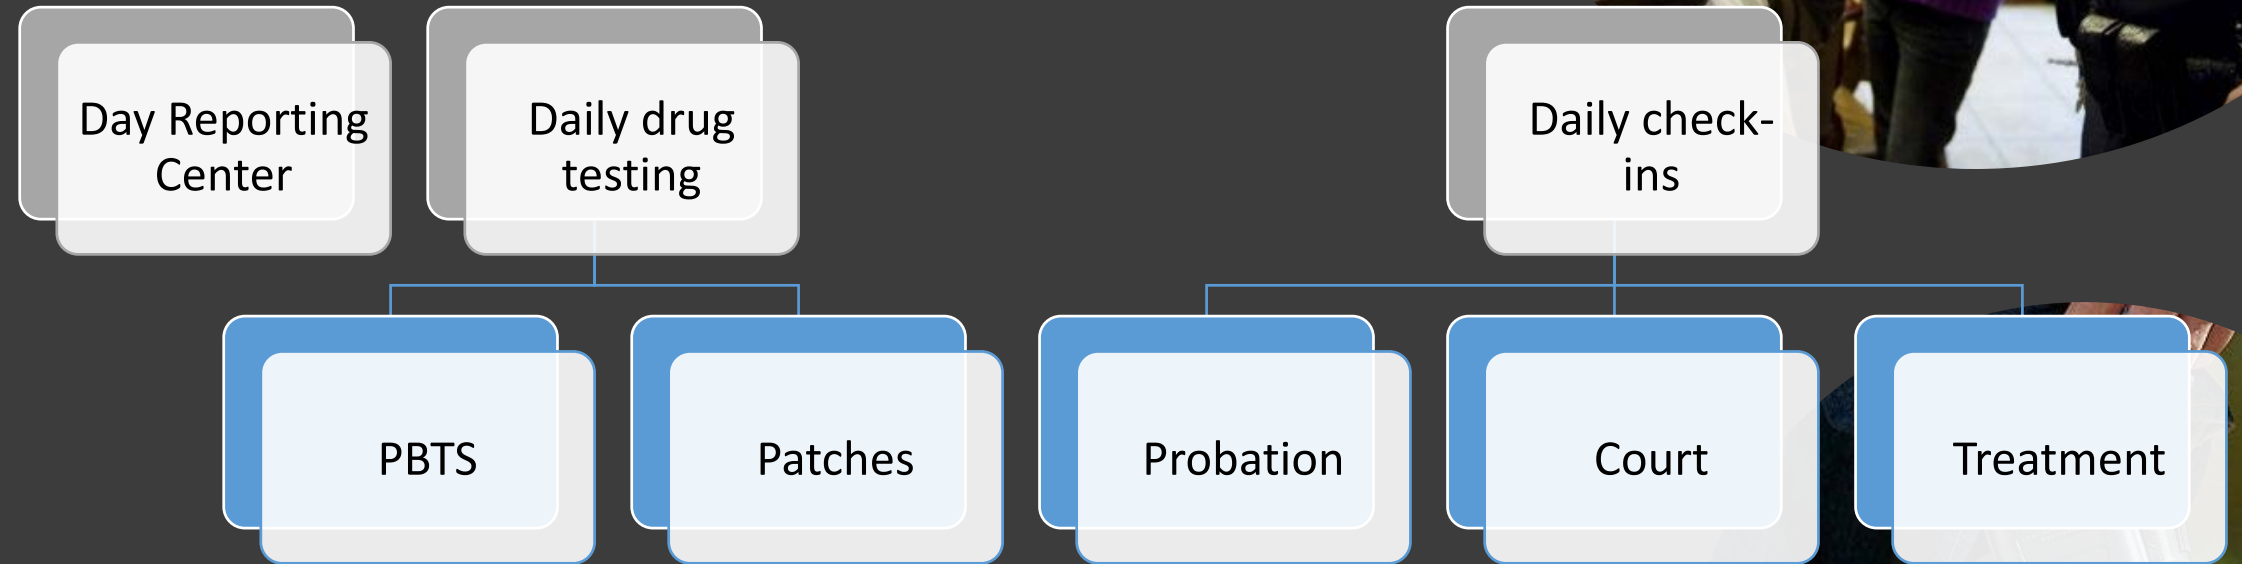 Day Reporting
Center
Daily drug
testing
Daily check-
ins
PBTS
Patches
Probation
Court
Treatment